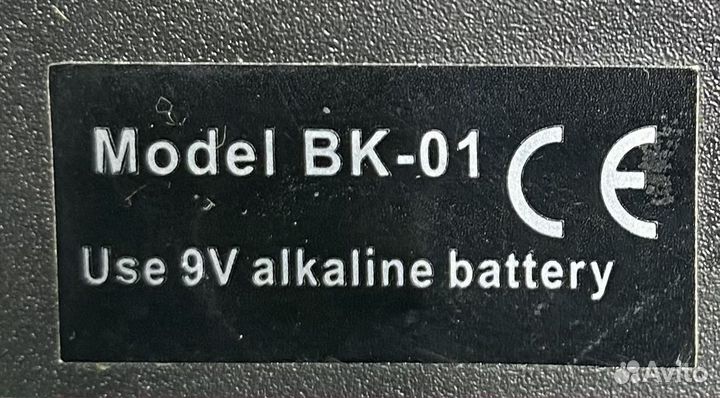 Model BK-01 CE
Use 9V alkaline battery
Avito